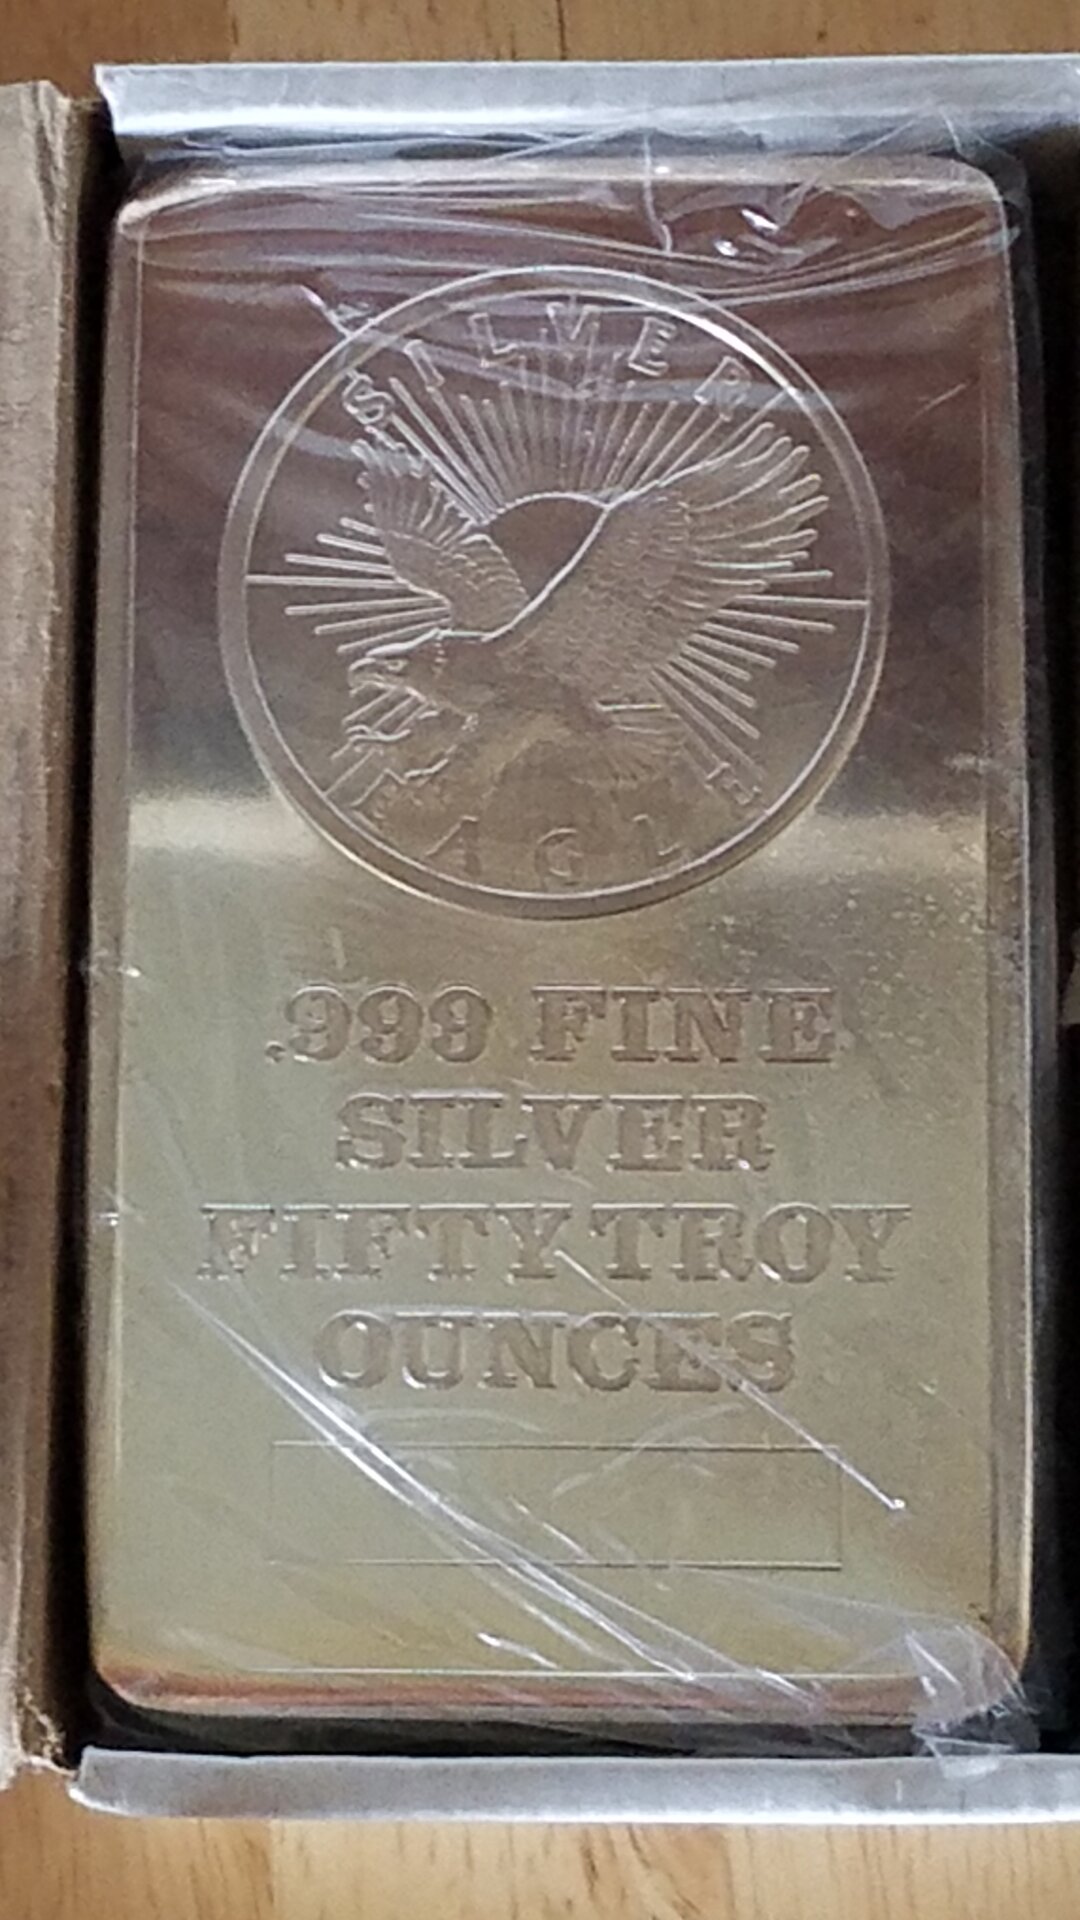 SILVER
EAGLE
.999 FINE
SILVER
FIFTY TROY
OUNCES